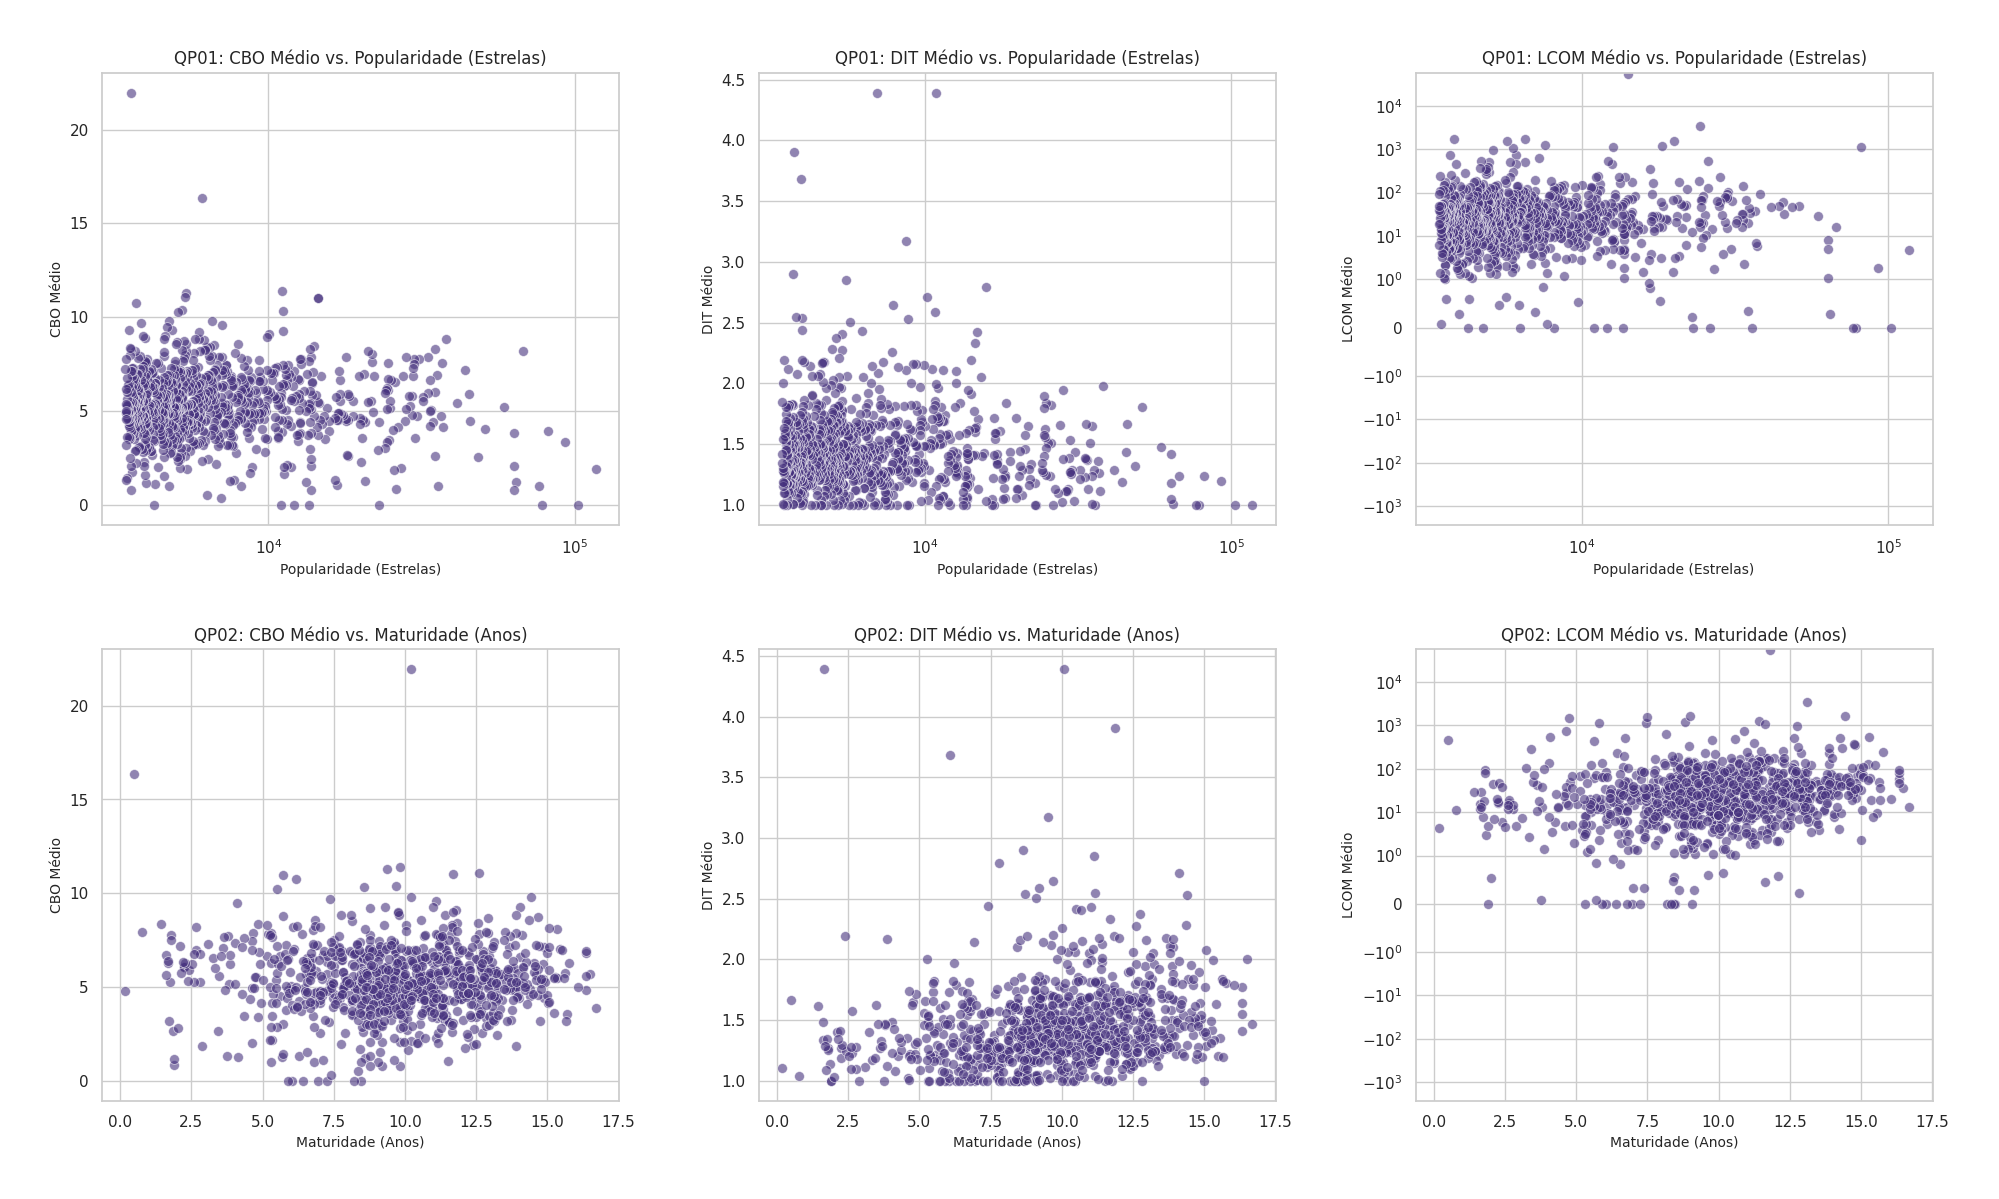 QP01: CBO Médio vs. Popularidade (Estrelas)
CBO Médio
20
15
10
5
0
10^4
10^5
Popularidade (Estrelas)
QP01: DIT Médio vs. Popularidade (Estrelas)
DIT Médio
4.5
4.0
3.5
3.0
2.5
2.0
1.5
1.0
10^4
10^5
Popularidade (Estrelas)
QP01: LCOM Médio vs. Popularidade (Estrelas)
LCOM Médio
10^4
10^3
10^2
10^1
10^0
0
−10^0
−10^1
−10^2
−10^3
10^4
10^5
Popularidade (Estrelas)
QP02: CBO Médio vs. Maturidade (Anos)
CBO Médio
20
15
10
5
0
0.0 2.5 5.0 7.5 10.0 12.5 15.0 17.5
Maturidade (Anos)
QP02: DIT Médio vs. Maturidade (Anos)
DIT Médio
4.5
4.0
3.5
3.0
2.5
2.0
1.5
1.0
0.0 2.5 5.0 7.5 10.0 12.5 15.0 17.5
Maturidade (Anos)
QP02: LCOM Médio vs. Maturidade (Anos)
LCOM Médio
10^4
10^3
10^2
10^1
10^0
0
−10^0
−10^1
−10^2
−10^3
0.0 2.5 5.0 7.5 10.0 12.5 15.0 17.5
Maturidade (Anos)